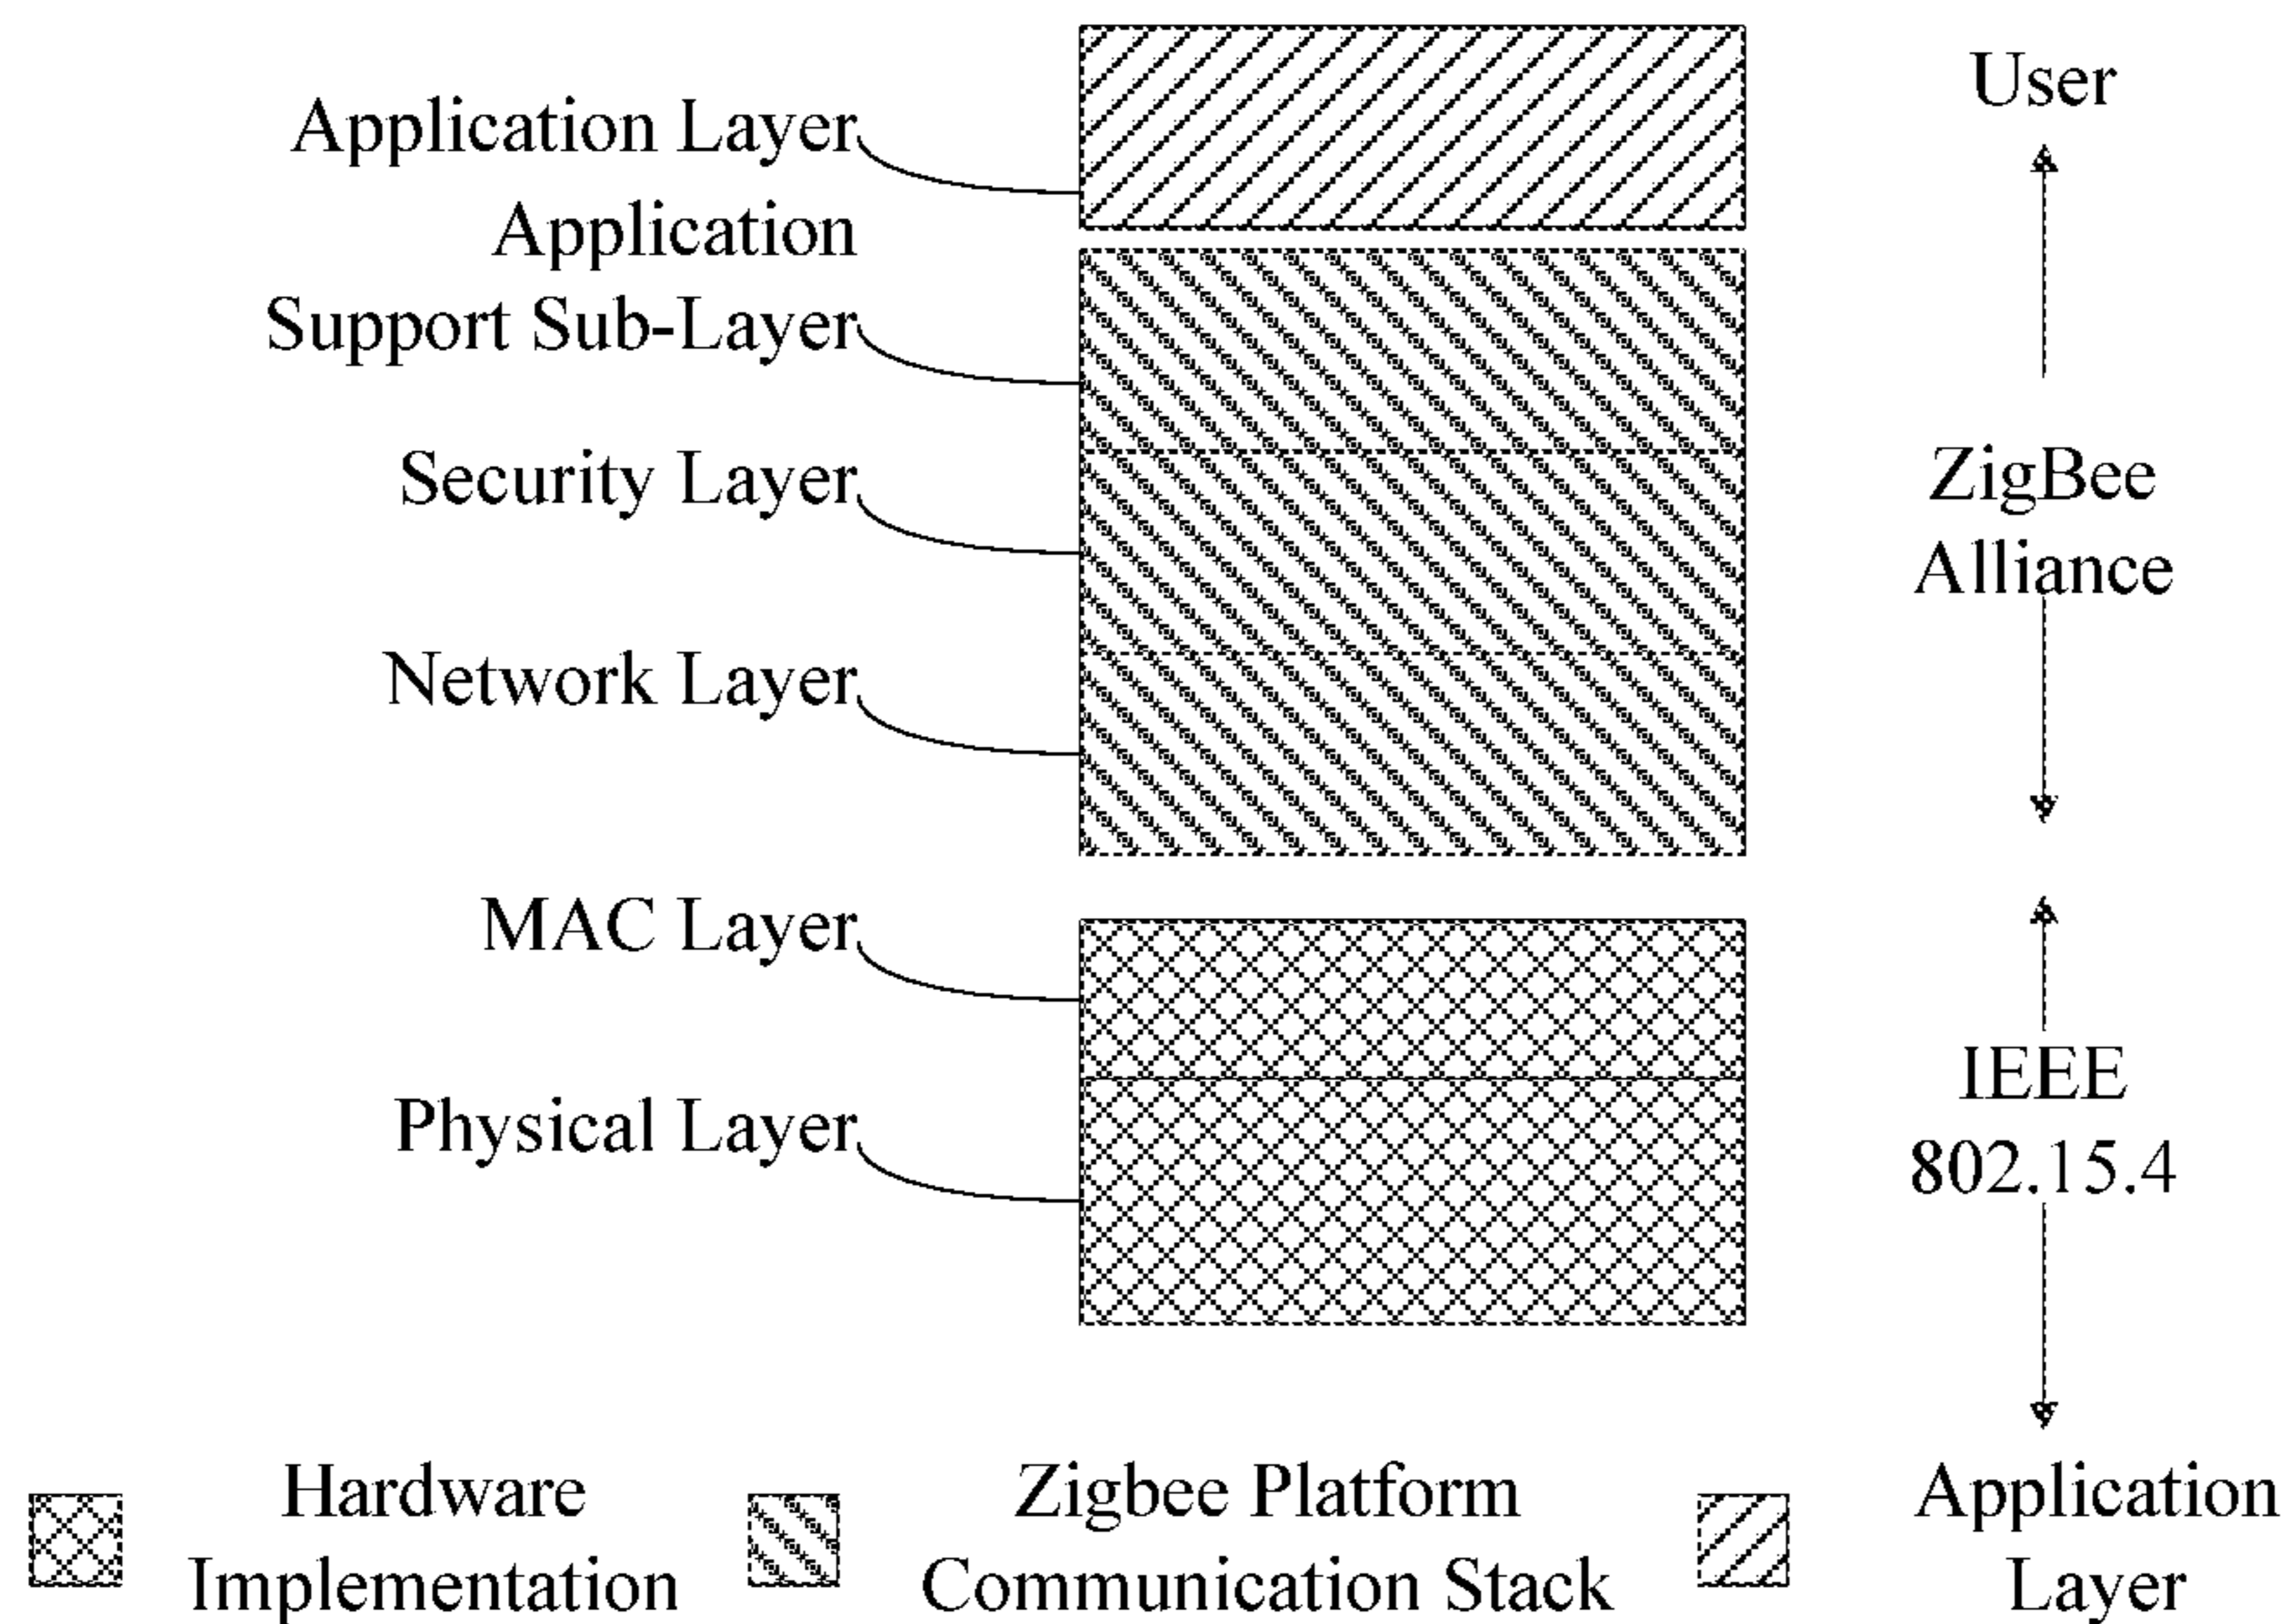 Application Layer
Application
Support Sub-Layer
Security Layer
Network Layer
MAC Layer
Physical Layer
User
ZigBee
Alliance
IEEE
802.15.4
Hardware
Implementation
Zigbee Platform
Communication Stack
Application
Layer